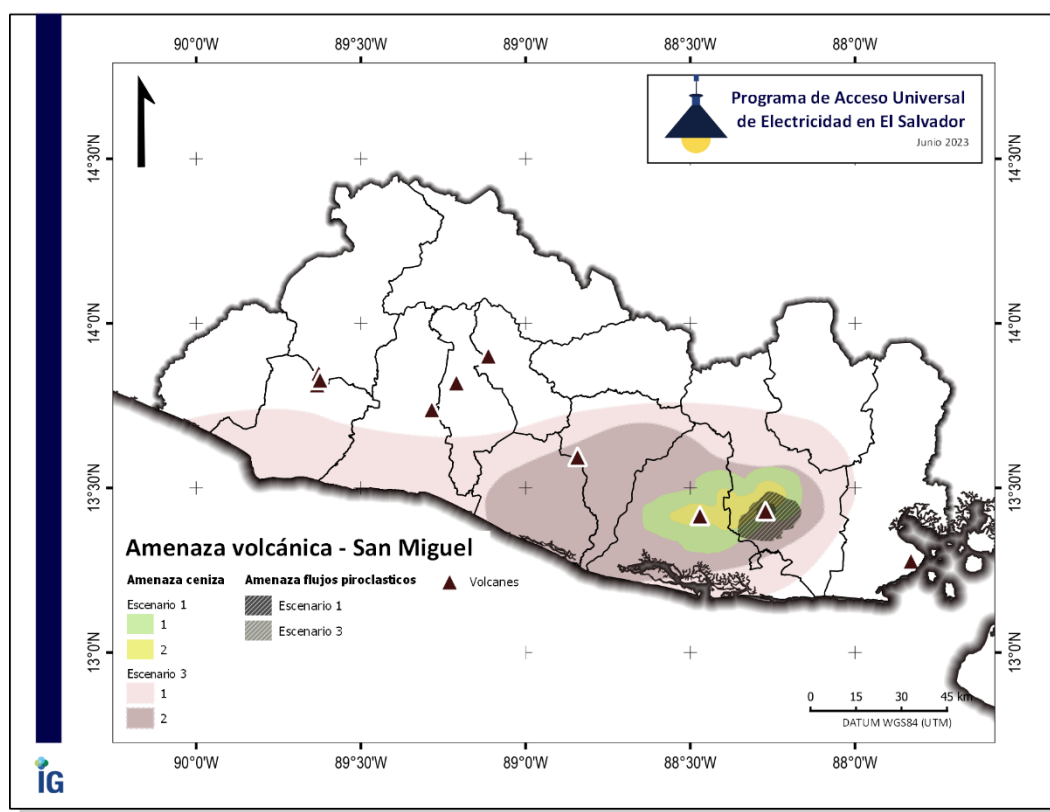 90°0'W 89°30'W 89°0'W 88°30'W 88°0'W
Programa de Acceso Universal
de Electricidad en El Salvador
Junio 2023
14°30'N 14°30'N
14°0'N 14°0'N
13°30'N 13°30'N
13°0'N 13°0'N
Amenaza volcánica - San Miguel
Amenaza ceniza Amenaza flujos piroclasticos Volcanes
Escenario 1
1
2
Escenario 3
1
2
Escenario 1
Escenario 3
0 15 30 45 km
DATUM WGS84 (UTM)
90°0'W 89°30'W 89°0'W 88°30'W 88°0'W
IG